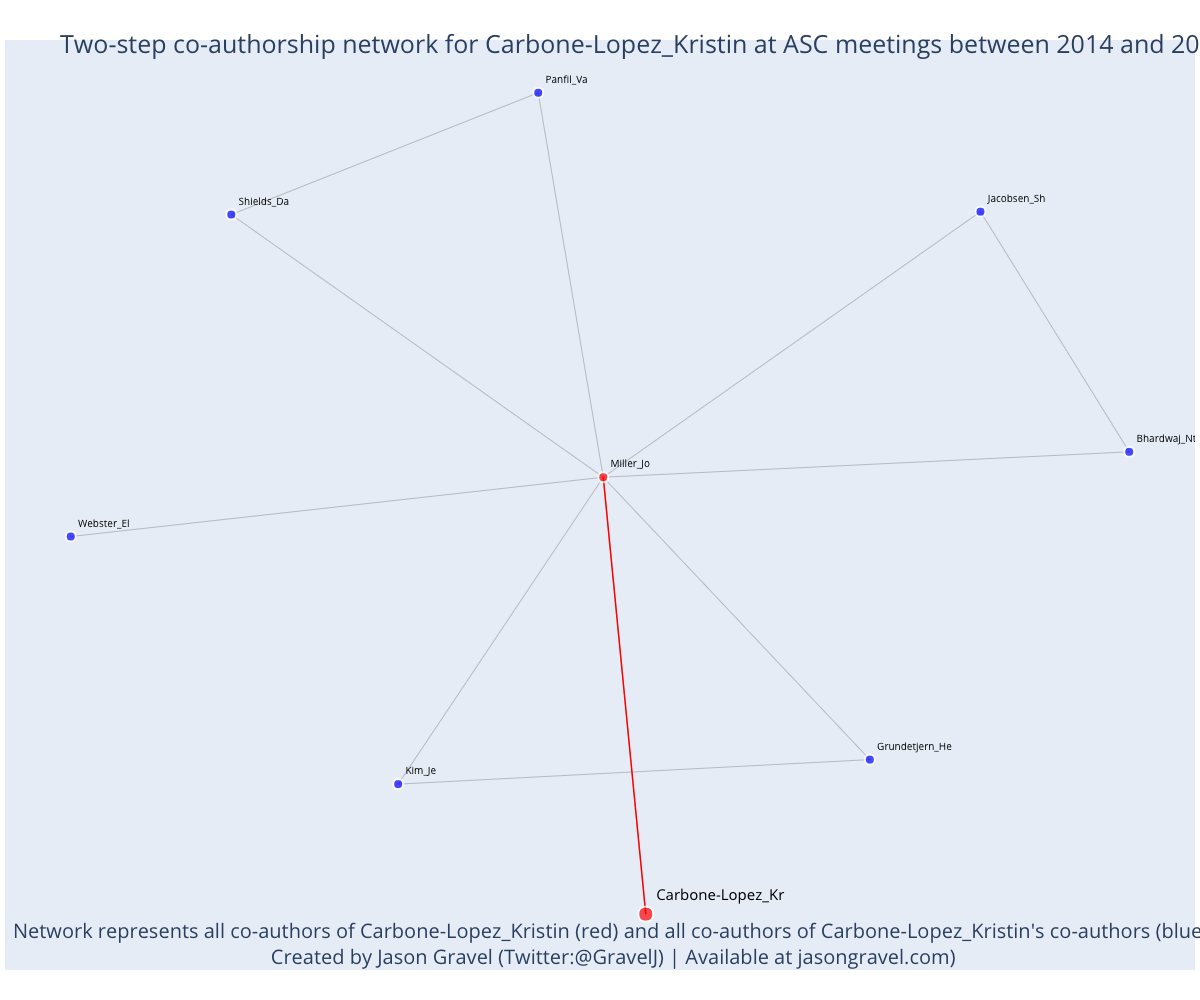 Two-step co-authorship network for Carbone-Lopez_Kristin at ASC meetings between 2014 and 20
Panfil_Va
Shields_Da
Jacobsen_Sh
Bhardwaj_Nt
Miller_Jo
Webster_El
Grundetjern_He
Kim_Je
Carbone-Lopez_Kr
Network represents all co-authors of Carbone-Lopez_Kristin (red) and all co-authors of Carbone-Lopez_Kristin's co-authors (blue
Created by Jason Gravel (Twitter:@GravelJ) | Available at jasongravel.com)